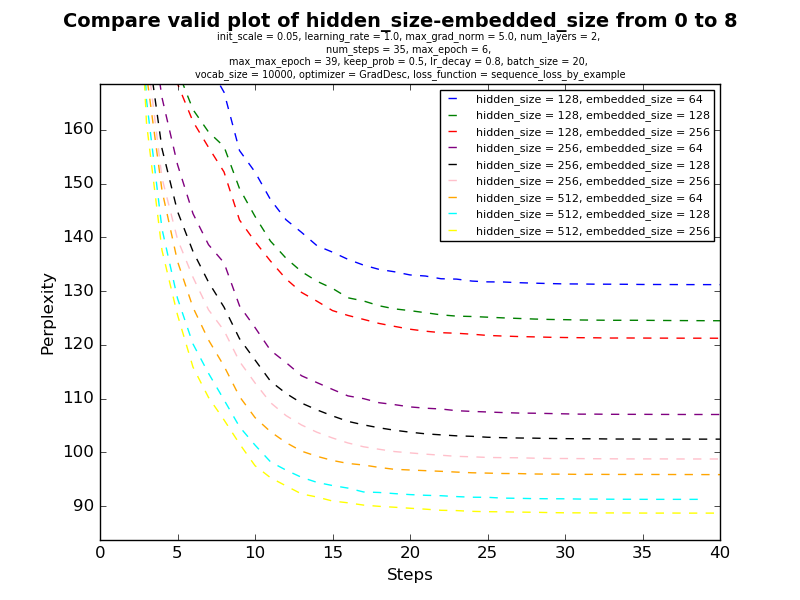 Compare valid plot of hidden_size-embedded_size from 0 to 8
init_scale = 0.05, learning_rate = 1.0, max_grad_norm = 5.0, num_layers = 2,
num_steps = 35, max_epoch = 6,
max_max_epoch = 39, keep_prob = 0.5, lr_decay = 0.8, batch_size = 20,
vocab_size = 10000, optimizer = GradDesc, loss_function = sequence_loss_by_example
hidden_size = 128, embedded_size = 64
hidden_size = 128, embedded_size = 128
hidden_size = 128, embedded_size = 256
hidden_size = 256, embedded_size = 64
hidden_size = 256, embedded_size = 128
hidden_size = 256, embedded_size = 256
hidden_size = 512, embedded_size = 64
hidden_size = 512, embedded_size = 128
hidden_size = 512, embedded_size = 256
Perplexity
160
150
140
130
120
110
100
90
0 5 10 15 20 25 30 35 40
Steps